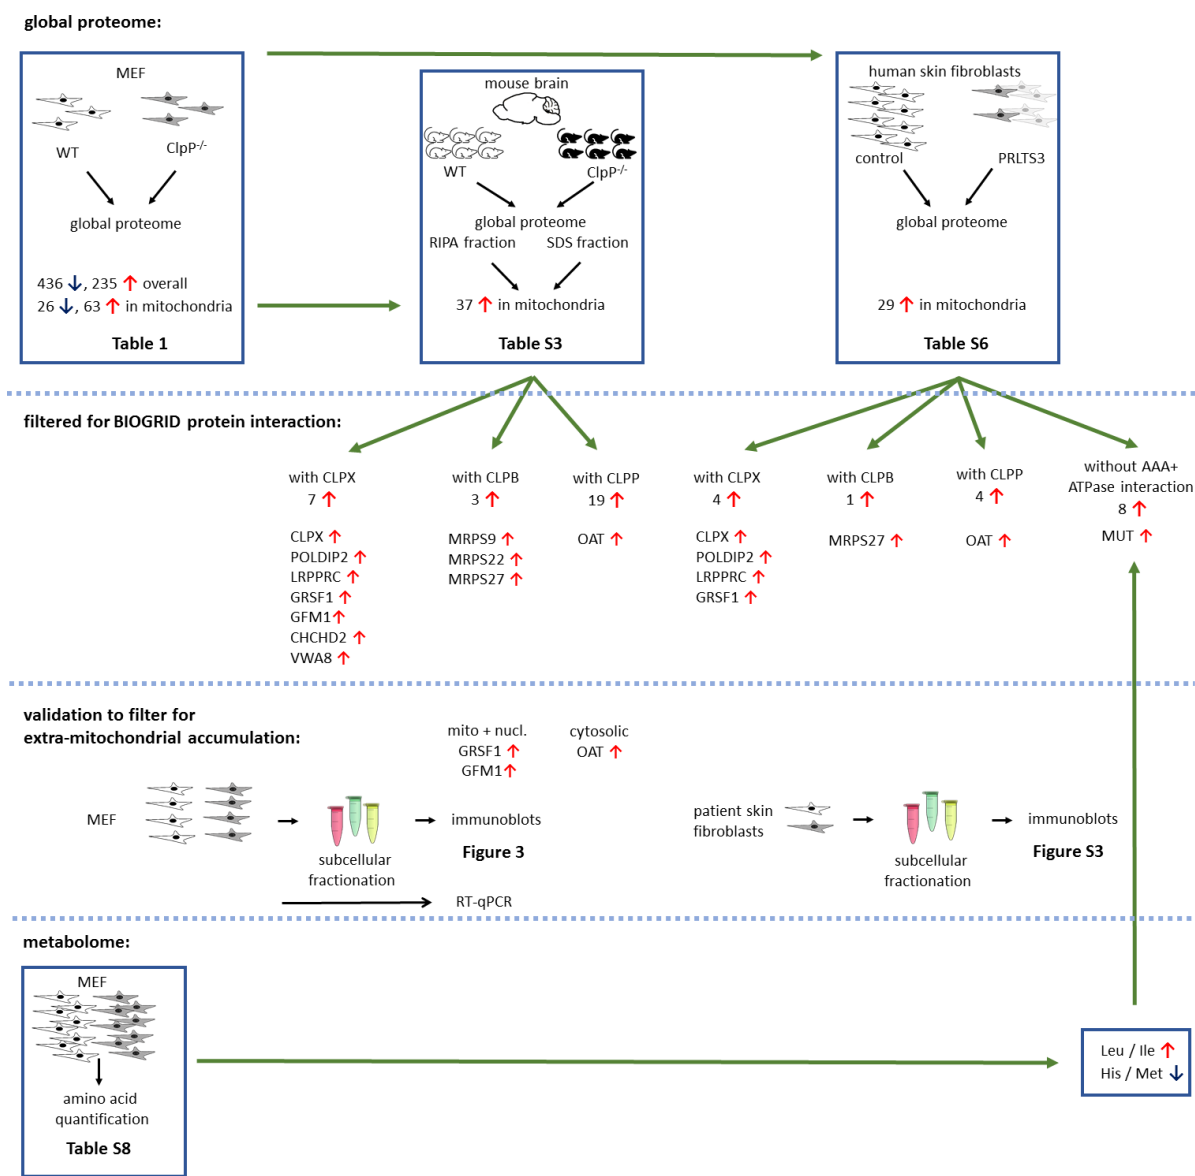 global proteome:
MEF
WT
ClpP-/-
global proteome
436 ↓, 235 ↑ overall
26 ↓, 63 ↑ in mitochondria
Table 1
mouse brain
WT
ClpP-/-
global proteome
RIPA fraction
SDS fraction
37 ↑ in mitochondria
Table S3
human skin fibroblasts
control
PRLTS3
global proteome
29 ↑ in mitochondria
Table S6
filtered for BIOGRID protein interaction:
with CLPX
7 ↑
CLPX ↑
POLDIP2 ↑
LRPPRC ↑
GRSF1 ↑
GFM1 ↑
CHCHD2 ↑
VWA8 ↑
with CLPB
3 ↑
MRPS9 ↑
MRPS22 ↑
MRPS27 ↑
with CLPP
19 ↑
OAT ↑
with CLPX
4 ↑
CLPX ↑
POLDIP2 ↑
LRPPRC ↑
GRSF1 ↑
with CLPB
1 ↑
MRPS27 ↑
with CLPP
4 ↑
OAT ↑
without AAA+
ATPase interaction
8 ↑
MUT ↑
validation to filter for
extra-mitochondrial accumulation:
mito + nucl.
GRSF1 ↑
GFM1 ↑
cytosolic
OAT ↑
MEF
subcellular
fractionation
immunoblots
Figure 3
RT-qPCR
patient skin
fibroblasts
subcellular
fractionation
immunoblots
Figure S3
metabolome:
MEF
amino acid
quantification
Table S8
Leu / Ile ↑
His / Met ↓